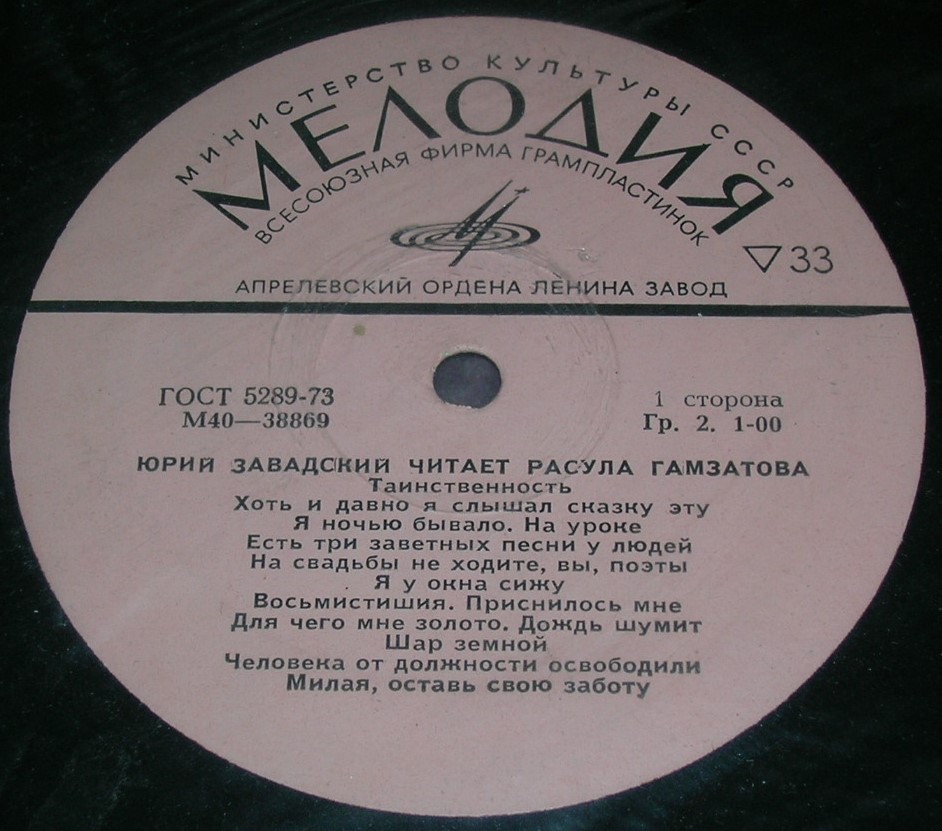 МИНИСТЕРСТВО КУЛЬТУРЫ СССР
МЕЛОДИЯ
ВСЕСОЮЗНАЯ ФИРМА ГРАМПЛАСТИНОК
▽33
АПРЕЛЕВСКИЙ ОРДЕНА ЛЕНИНА ЗАВОД
ГОСТ 5289-73
М40—38869
1 сторона
Гр. 2. 1-00
ЮРИЙ ЗАВАДСКИЙ ЧИТАЕТ РАСУЛА ГАМЗАТОВА
Таинственность
Хоть и давно я слышал сказку эту
Я ночью бывало. На уроке
Есть три заветных песни у людей
На свадьбы не ходите, вы, поэты
Я у окна сижу
Восьмистишия. Приснилось мне
Для чего мне золото. Дождь шумит
Шар земной
Человека от должности освободили
Милая, оставь свою заботу